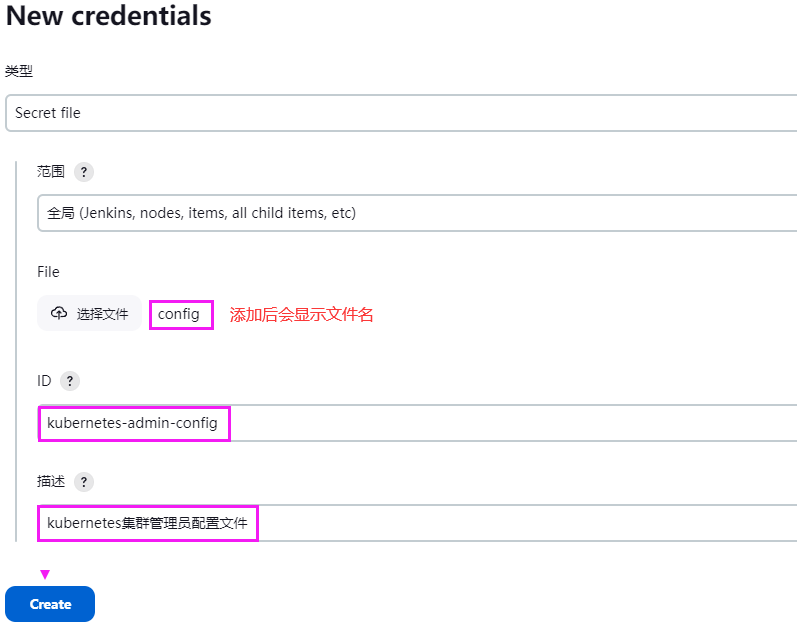 New credentials
类型
Secret file
范围 ?
全局 (Jenkins, nodes, items, all child items, etc)
File
选择文件 config 添加后会显示文件名
ID ?
kubernetes-admin-config
描述 ?
kubernetes集群管理员配置文件
Create